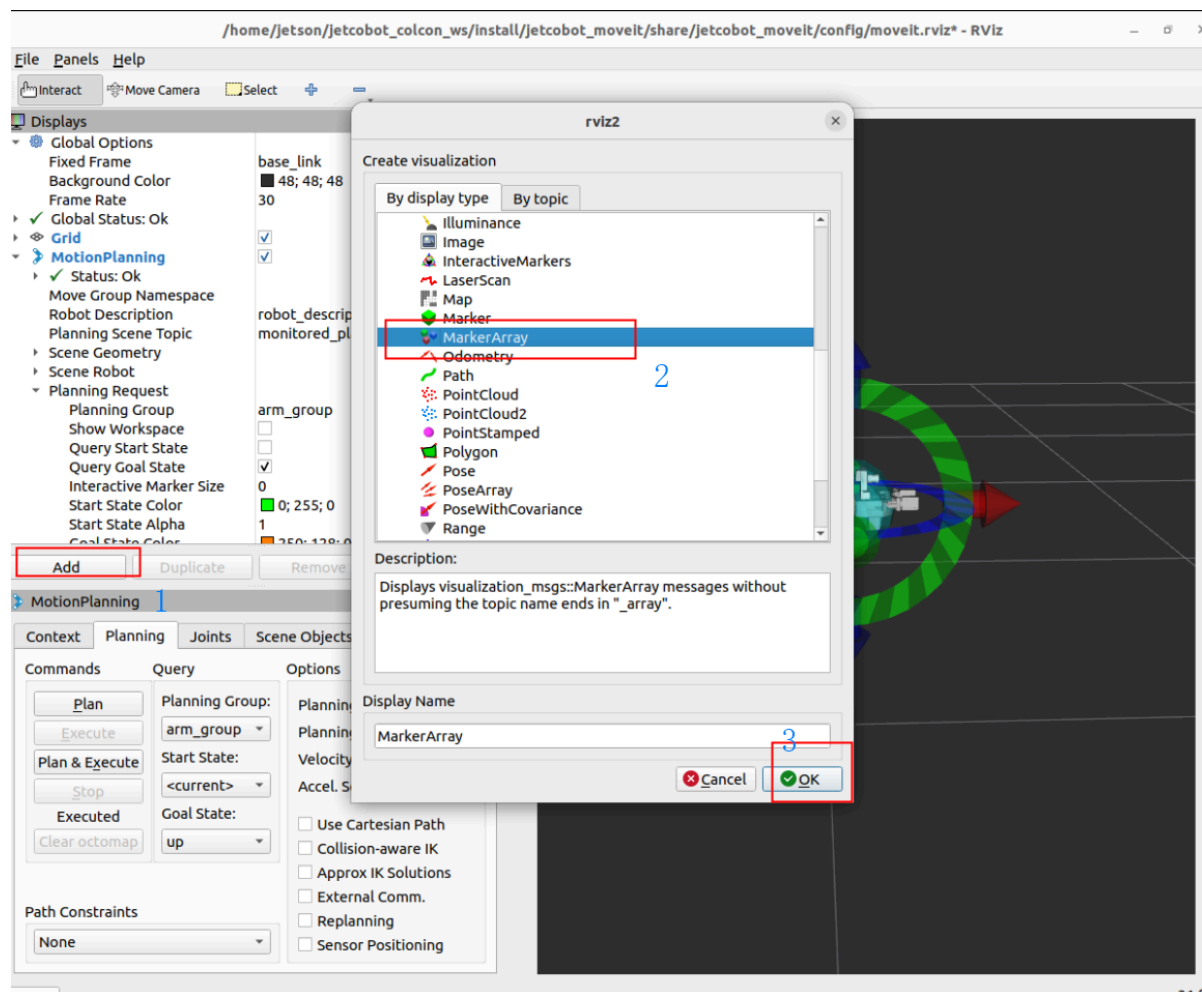 /home/jetson/jetcobot_colcon_ws/install/jetcobot_moveit/share/jetcobot_moveit/config/moveit.rviz* - RViz
File Panels Help
Interact Move Camera Select
Displays
Global Options
Fixed Frame base_link
Background Color 48; 48; 48
Frame Rate 30
Global Status: Ok
Grid
MotionPlanning
Status: Ok
Move Group Namespace
Robot Description robot_descrip
Planning Scene Topic monitored_pl
Scene Geometry
Scene Robot
Planning Request
Planning Group arm_group
Show Workspace
Query Start State
Query Goal State
Interactive Marker Size 0
Start State Color 0; 255; 0
Start State Alpha 1
Goal State Color 250; 128; 0
Add Duplicate Remove
1
MotionPlanning
Context Planning Joints Scene Objects
Commands Query Options
Plan
Execute
Plan & Execute
Stop
Executed
Clear octomap
Planning Group:
arm_group
Start State:
<current>
Goal State:
up
Planning
Planning
Velocity
Accel. S
Use Cartesian Path
Collision-aware IK
Approx IK Solutions
External Comm.
Replanning
Sensor Positioning
Path Constraints
None
rviz2
Create visualization
By display type By topic
Illuminance
Image
InteractiveMarkers
LaserScan
Map
Marker
MarkerArray
Odometry
2
Path
PointCloud
PointCloud2
PointStamped
Polygon
Pose
PoseArray
PoseWithCovariance
Range
Description:
Displays visualization_msgs::MarkerArray messages without
presuming the topic name ends in "_array".
Display Name
MarkerArray
3
Cancel OK